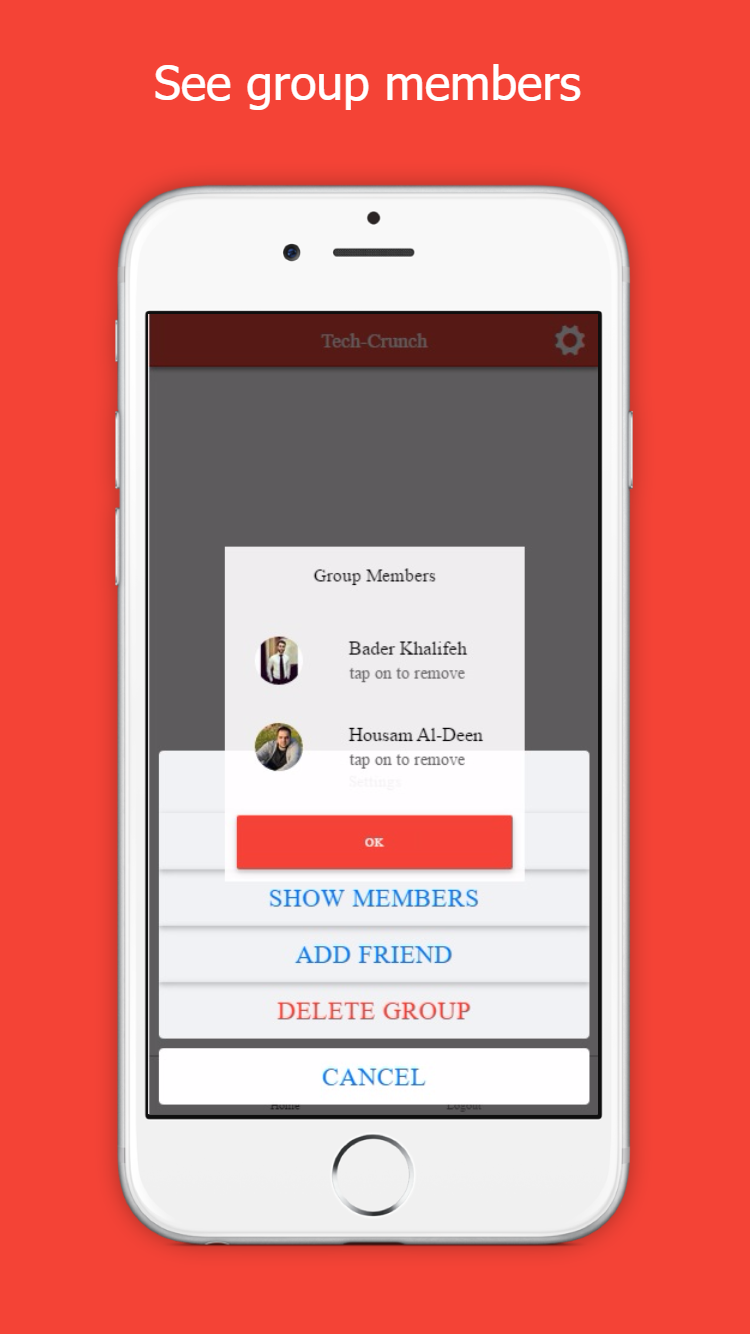 See group members
Tech-Crunch
Group Members
Bader Khalifeh
tap on to remove
Housam Al-Deen
tap on to remove
Settings
OK
SHOW MEMBERS
ADD FRIEND
DELETE GROUP
CANCEL
Home Logout